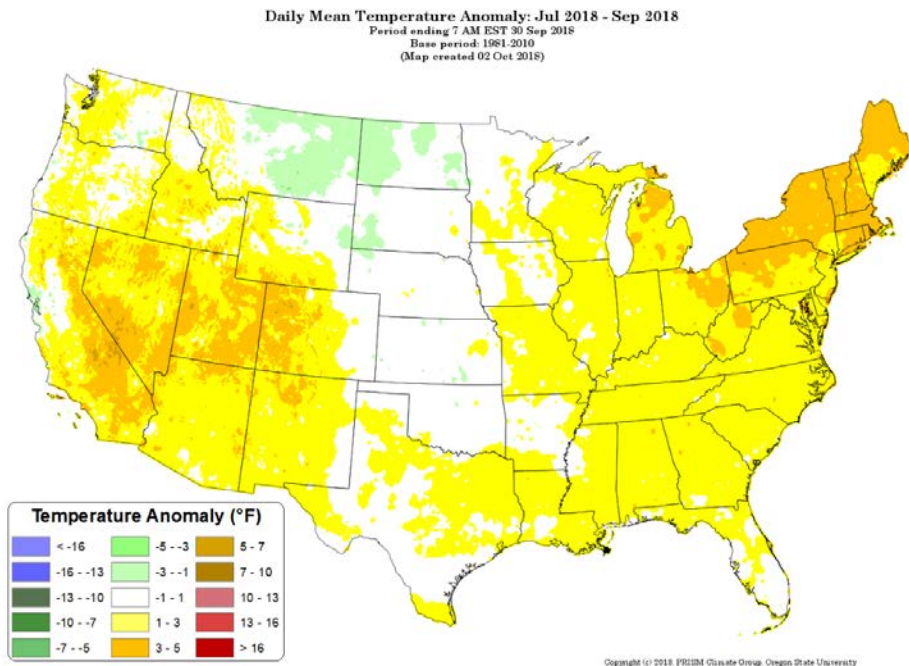 Daily Mean Temperature Anomaly: Jul 2018 - Sep 2018
Period ending 7 AM EST 30 Sep 2018
Base period: 1981-2010
(Map created 02 Oct 2018)
Temperature Anomaly (°F)
< -16
-5 - -3
5 - 7
-16 - -13
-3 - -1
7 - 10
-13 - -10
-1 - 1
10 - 13
-10 - -7
1 - 3
13 - 16
-7 - -5
3 - 5
> 16
Copyright (c) 2018, PRISM Climate Group, Oregon State University